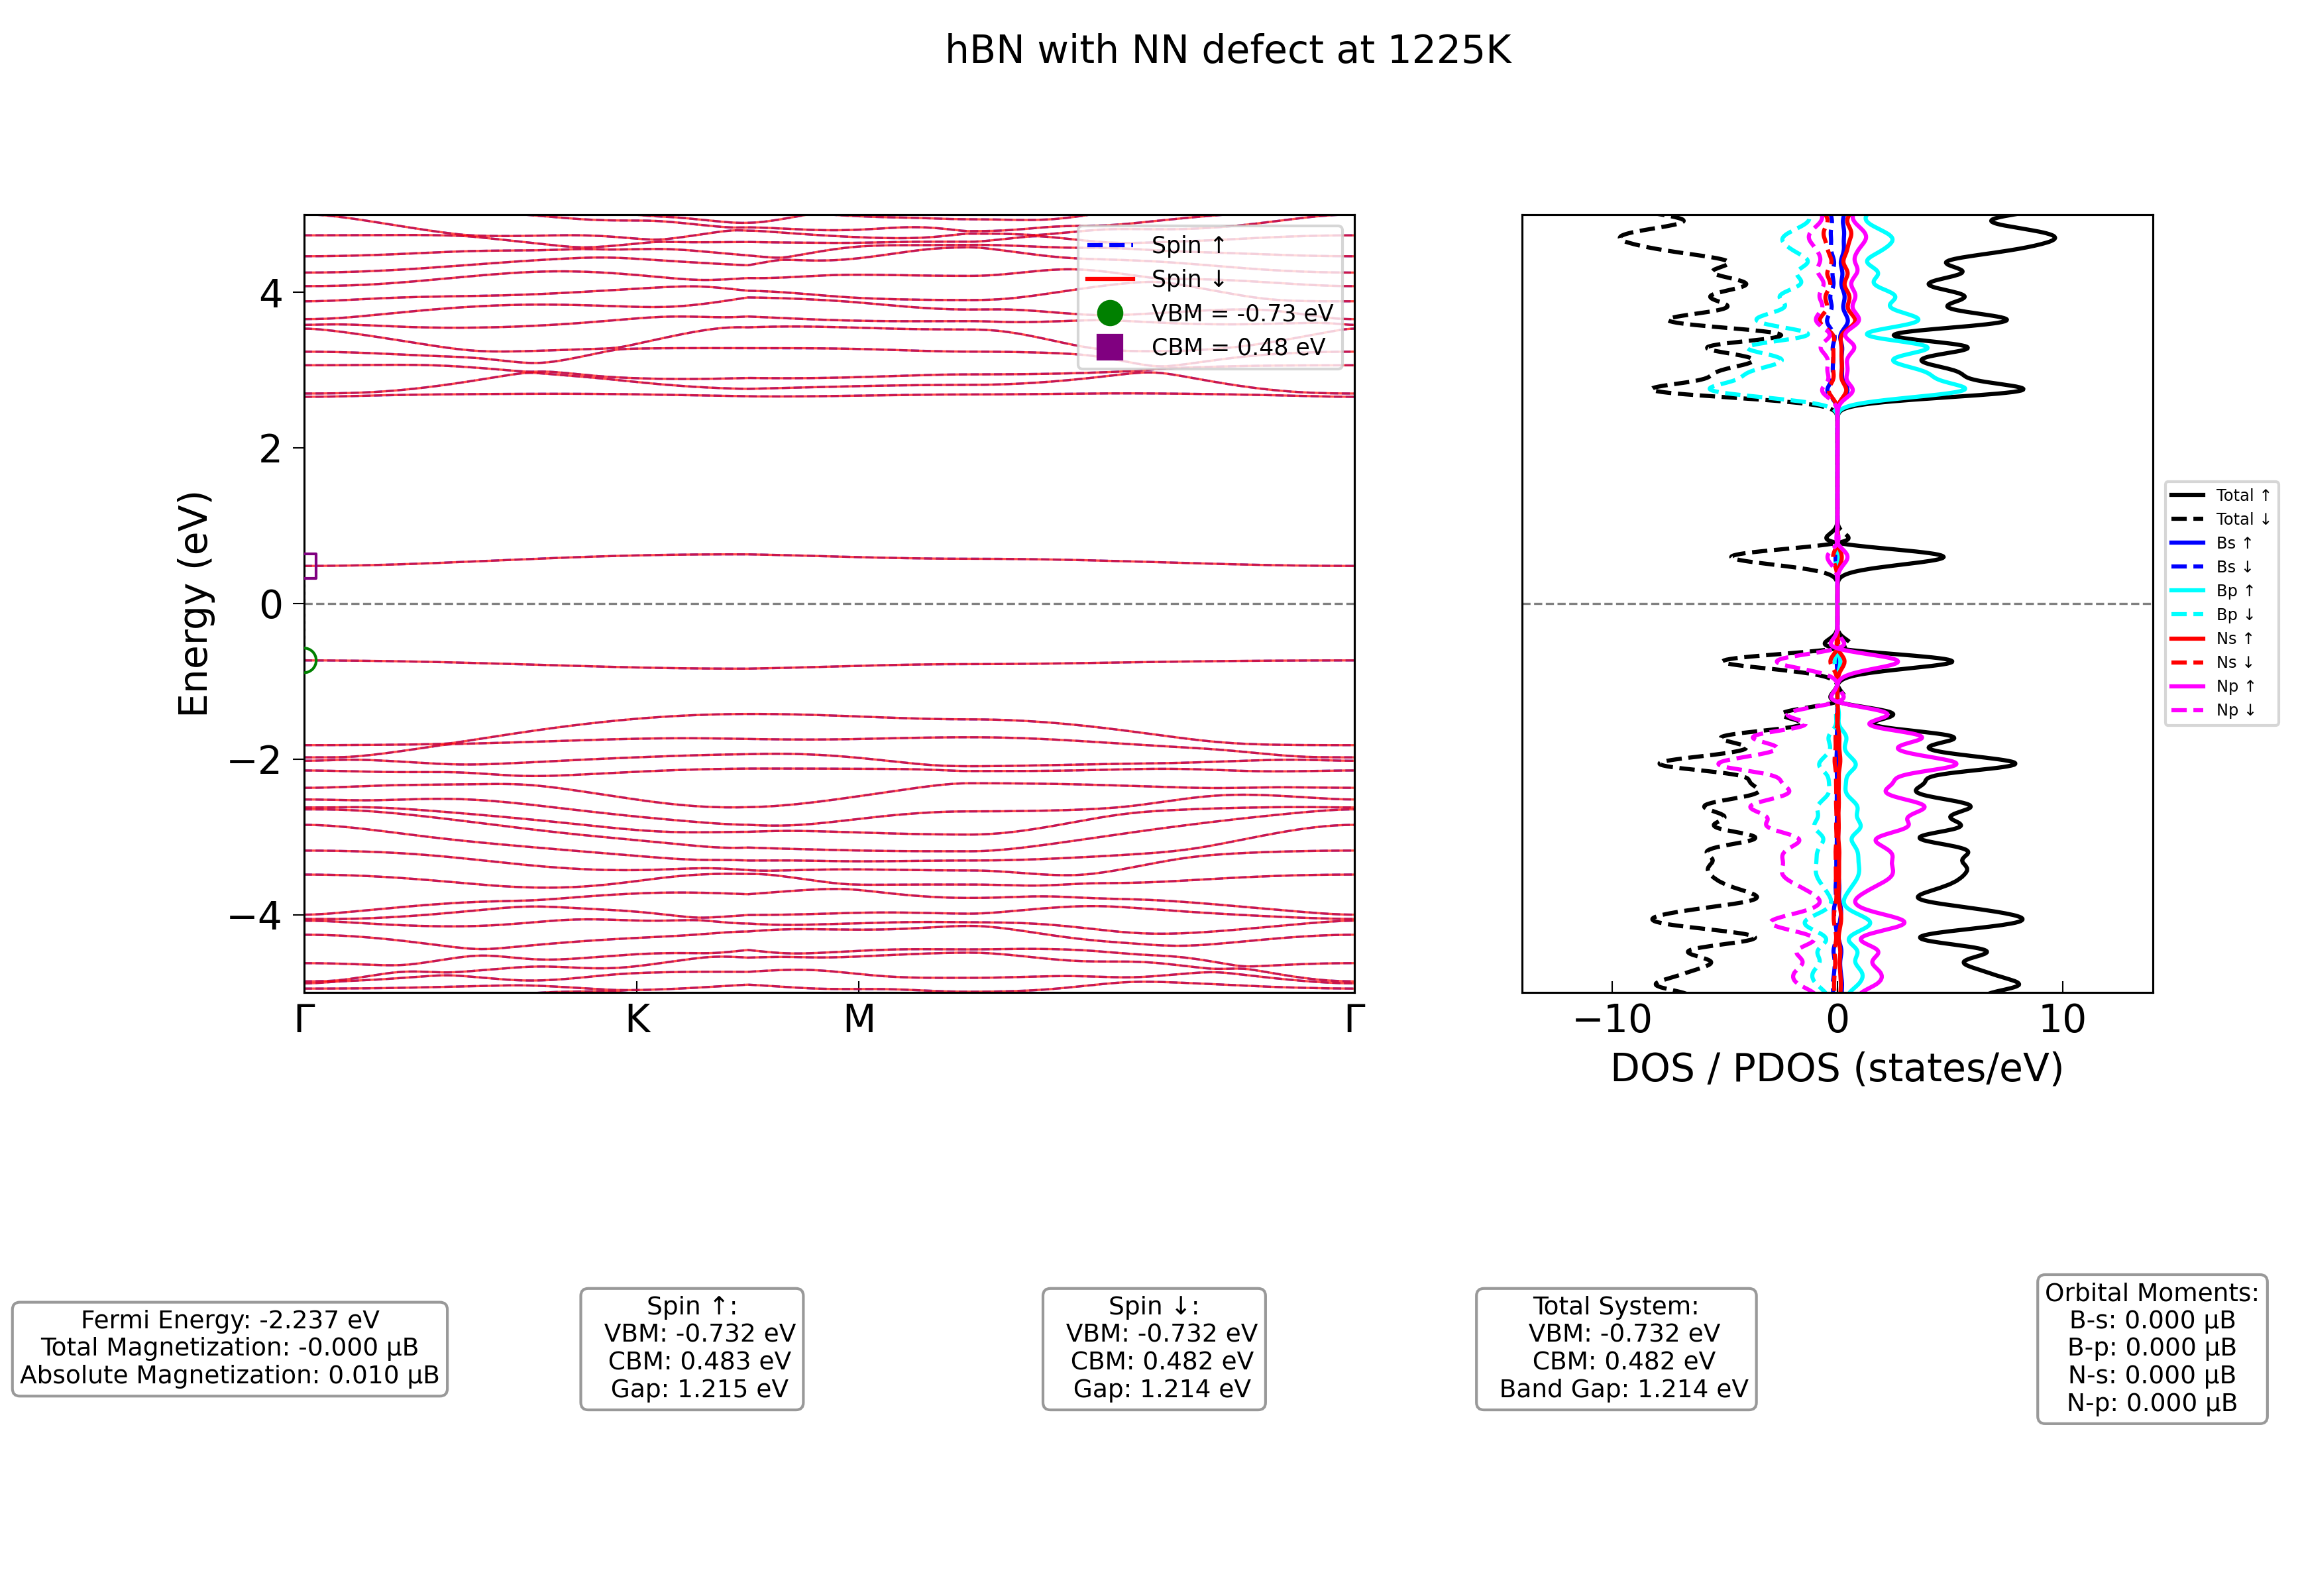 hBN with NN defect at 1225K
Energy (eV)
4
2
0
−2
−4
Γ
K
M
Γ
Spin ↑
Spin ↓
VBM = -0.73 eV
CBM = 0.48 eV
−10
0
10
DOS / PDOS (states/eV)
Total ↑
Total ↓
Bs ↑
Bs ↓
Bp ↑
Bp ↓
Ns ↑
Ns ↓
Np ↑
Np ↓
Fermi Energy: -2.237 eV
Total Magnetization: -0.000 μB
Absolute Magnetization: 0.010 μB
Spin ↑:
VBM: -0.732 eV
CBM: 0.483 eV
Gap: 1.215 eV
Spin ↓:
VBM: -0.732 eV
CBM: 0.482 eV
Gap: 1.214 eV
Total System:
VBM: -0.732 eV
CBM: 0.482 eV
Band Gap: 1.214 eV
Orbital Moments:
B-s: 0.000 μB
B-p: 0.000 μB
N-s: 0.000 μB
N-p: 0.000 μB